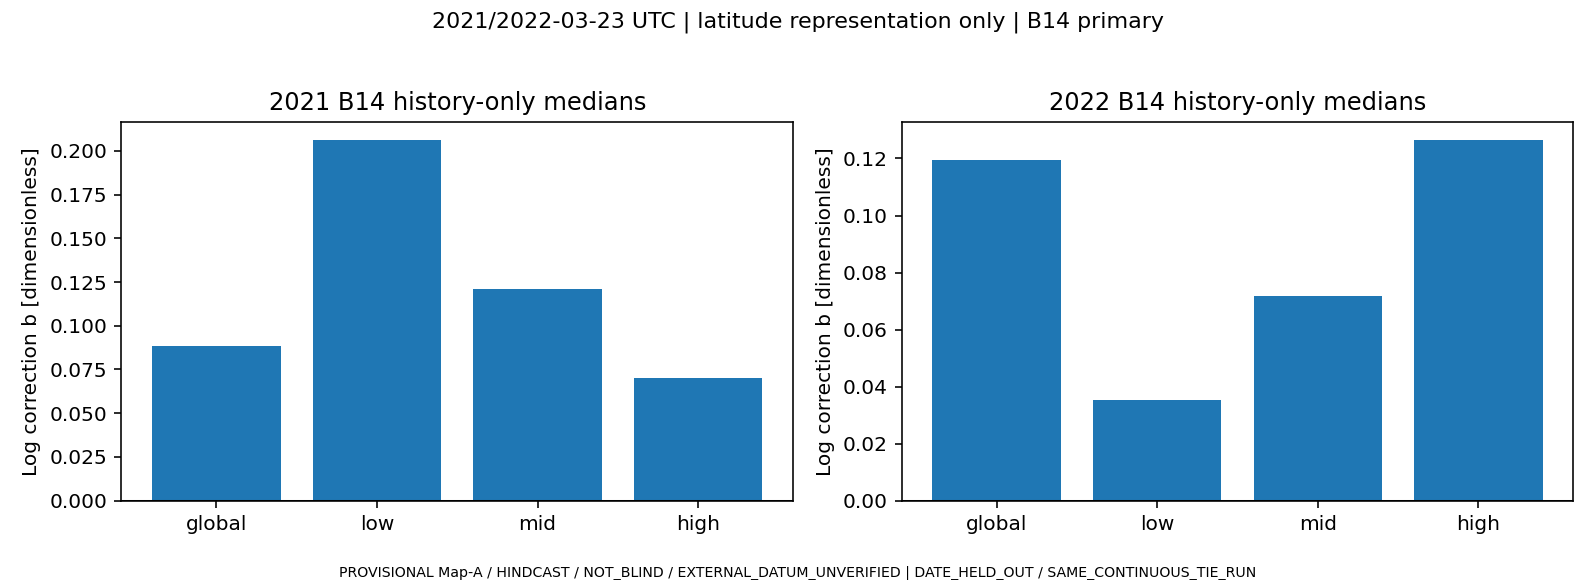 2021/2022-03-23 UTC | latitude representation only | B14 primary
2021 B14 history-only medians
Log correction b [dimensionless]
0.200
0.175
0.150
0.125
0.100
0.075
0.050
0.025
0.000
global low mid high
2022 B14 history-only medians
Log correction b [dimensionless]
0.12
0.10
0.08
0.06
0.04
0.02
0.00
global low mid high
PROVISIONAL Map-A / HINDCAST / NOT_BLIND / EXTERNAL_DATUM_UNVERIFIED | DATE_HELD_OUT / SAME_CONTINUOUS_TIE_RUN